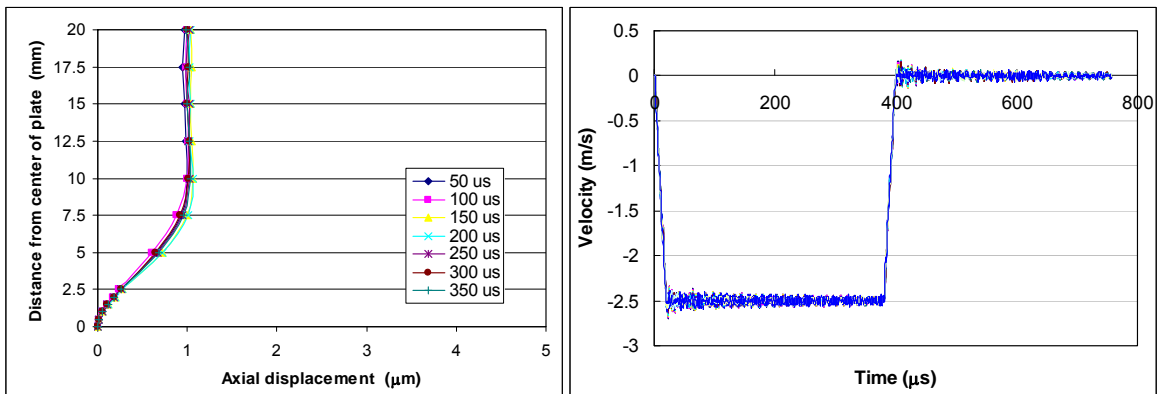 20
17.5
15
12.5
10
7.5
5
2.5
0
Distance from center of plate (mm)
0 1 2 3 4 5
Axial displacement (μm)
50 us
100 us
150 us
200 us
250 us
300 us
350 us
0.5
0
-0.5
-1
-1.5
-2
-2.5
-3
Velocity (m/s)
0 200 400 600 800
Time (μs)